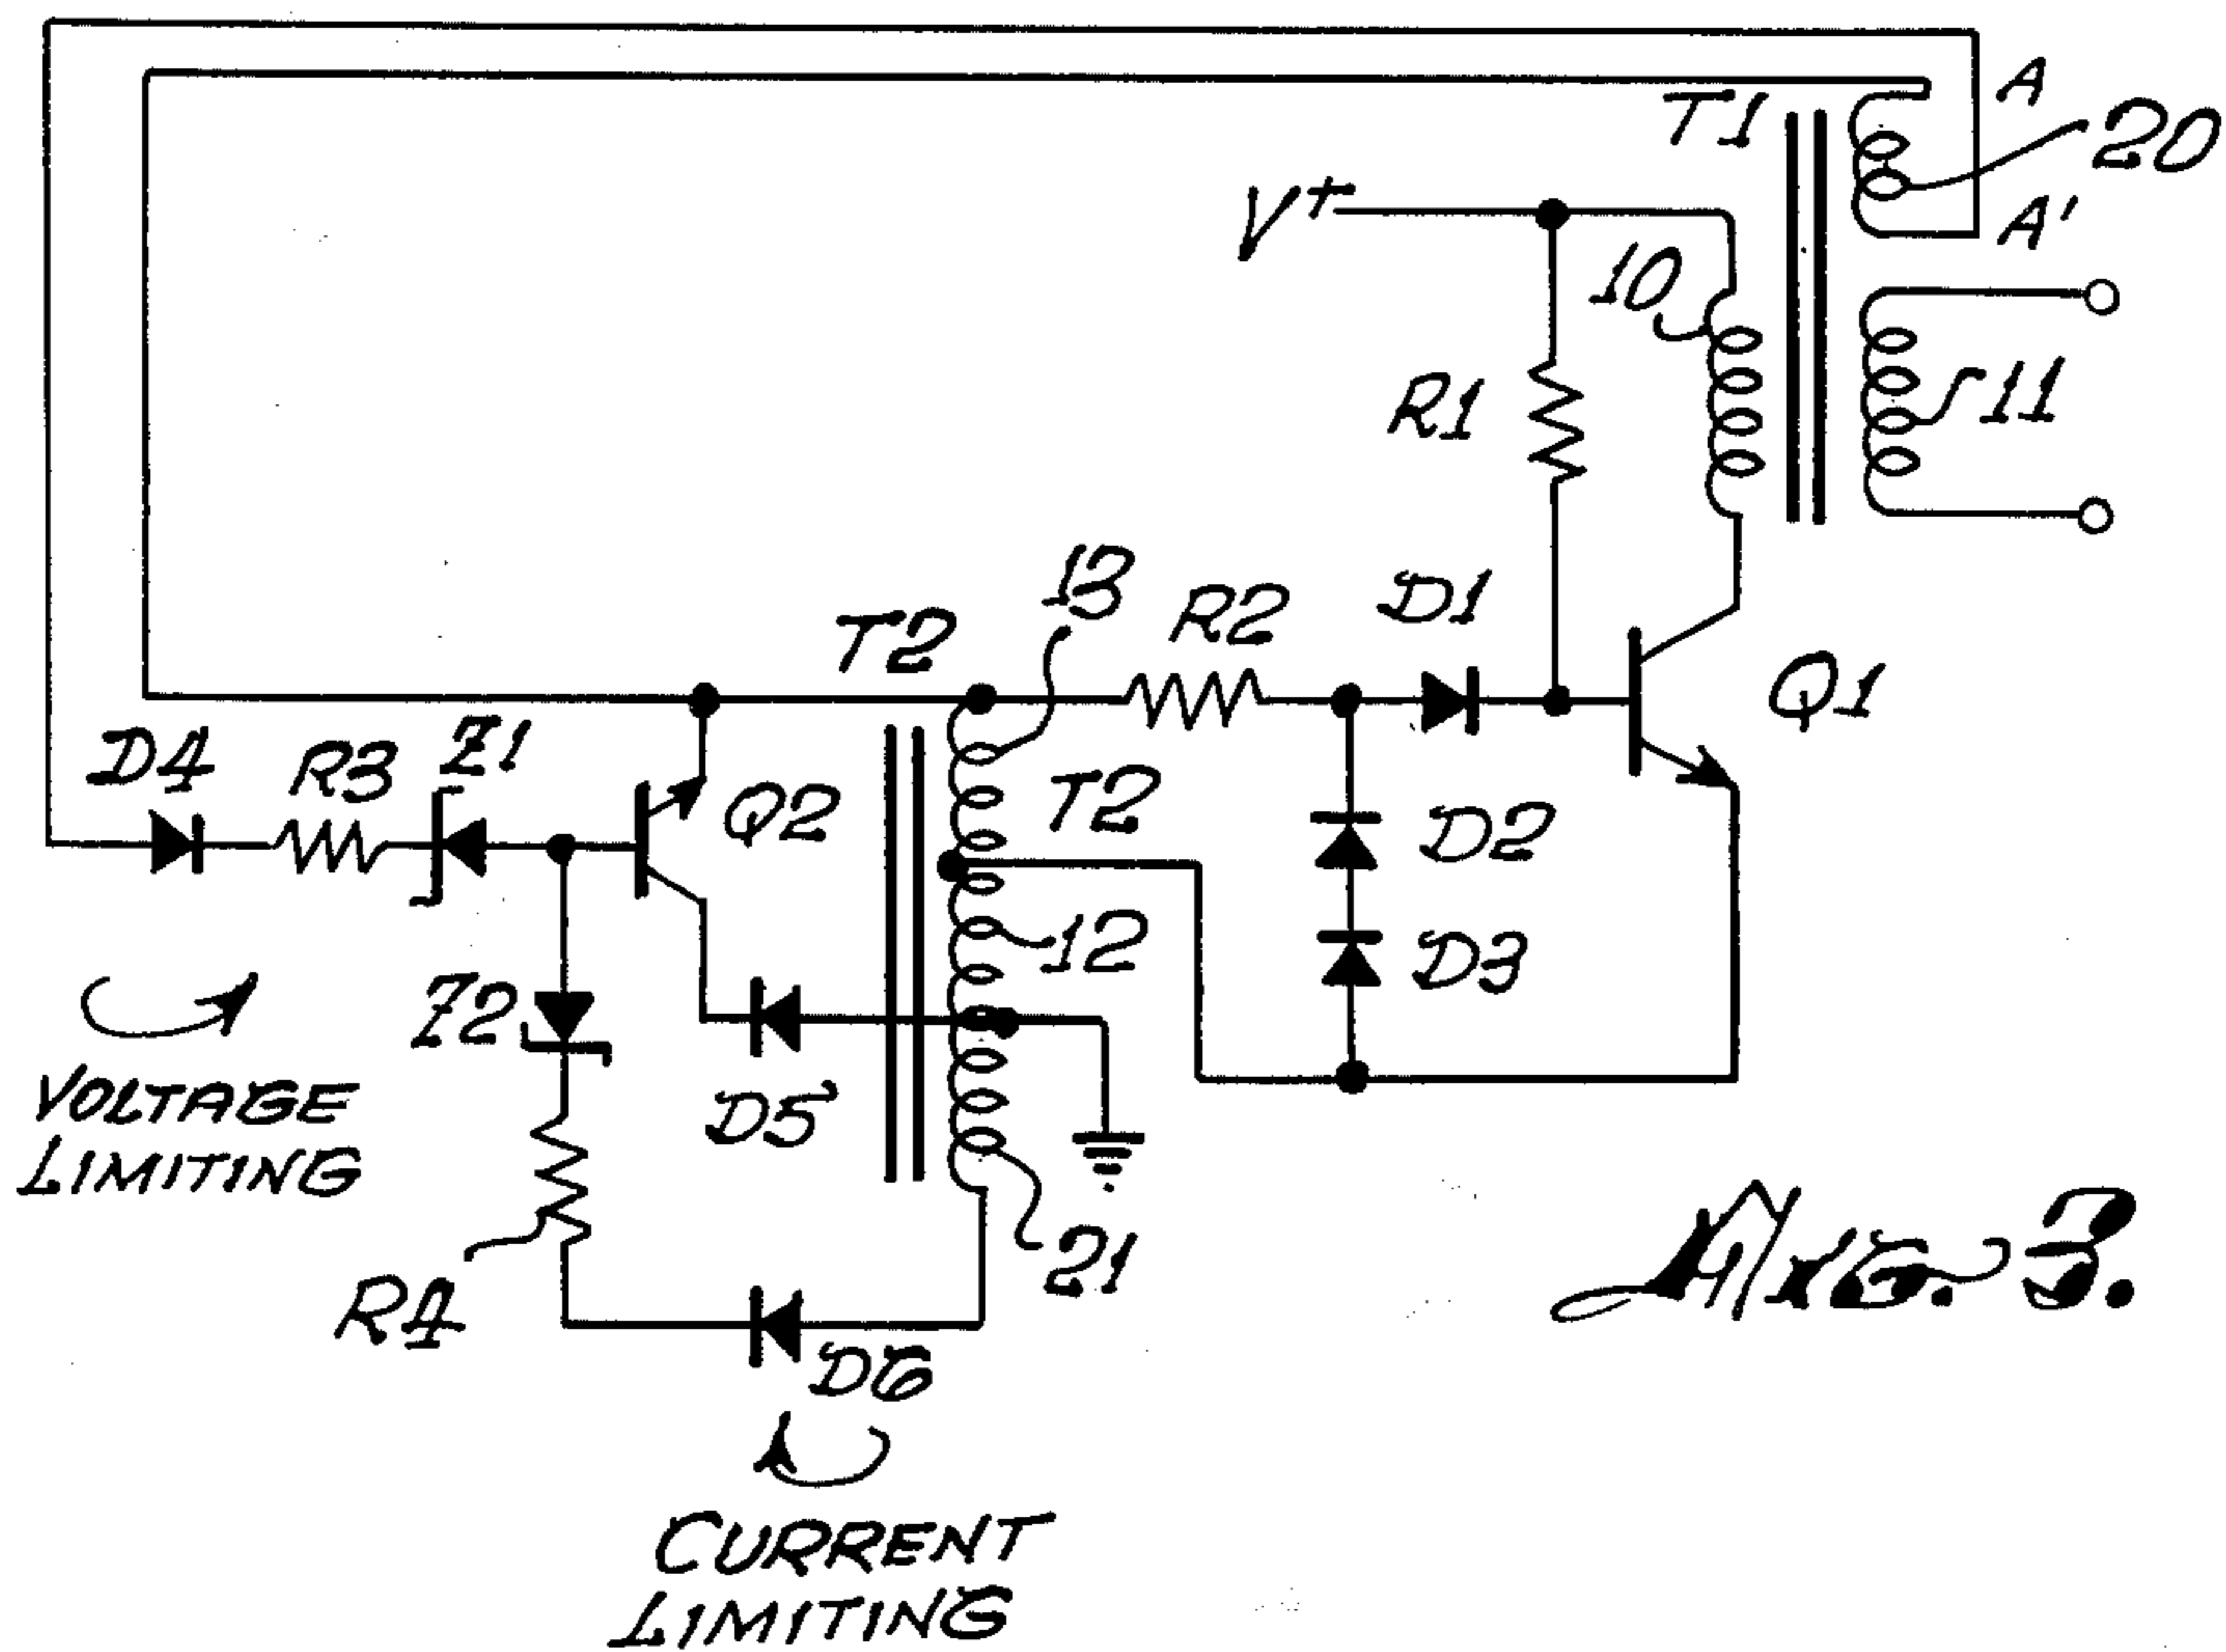 A
T1
20
V+
A'
10
R1
11
13
D1
T2
R2
Q1
D4
R3
Z1
Q2
T2
D2
12
D3
Z2
D5
VOLTAGE
LIMITING
21
R4
D6
Fig. 3.
CURRENT
LIMITING